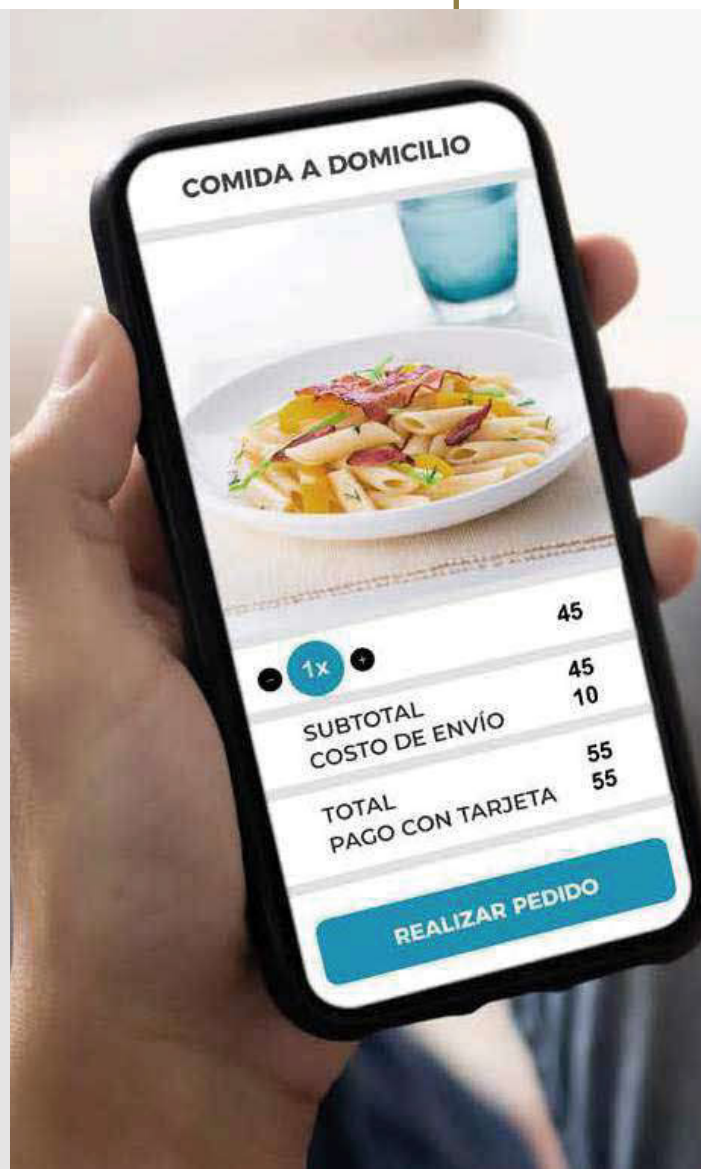 COMIDA A DOMICILIO
- 1x + 45
SUBTOTAL 45
COSTO DE ENVÍO 10
TOTAL 55
PAGO CON TARJETA 55
REALIZAR PEDIDO